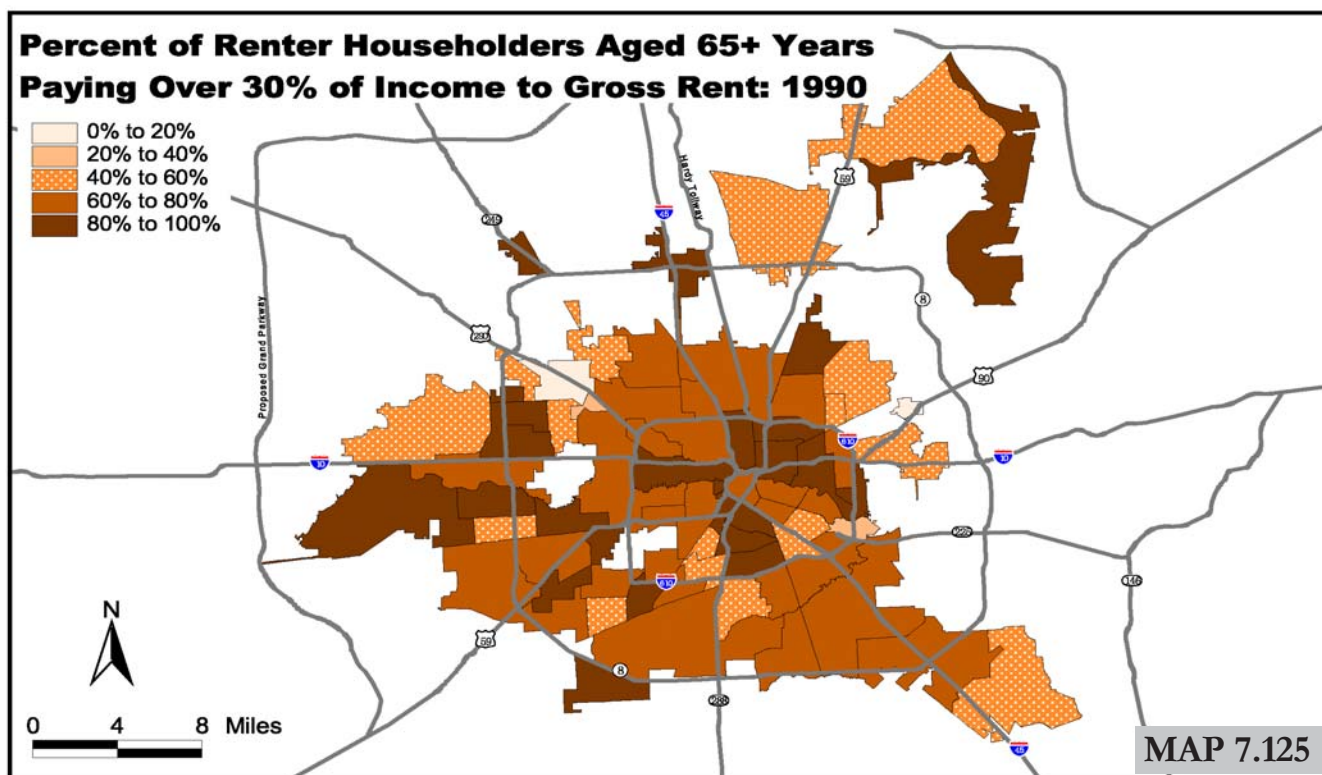 Percent of Renter Householders Aged 65+ Years
Paying Over 30% of Income to Gross Rent: 1990
0% to 20%
20% to 40%
40% to 60%
60% to 80%
80% to 100%
Hardy Tollway
59
45
249
8
290
Proposed Grand Parkway
90
610
10
10
225
146
610
N
59
8
288
45
0 4 8 Miles
MAP 7.125